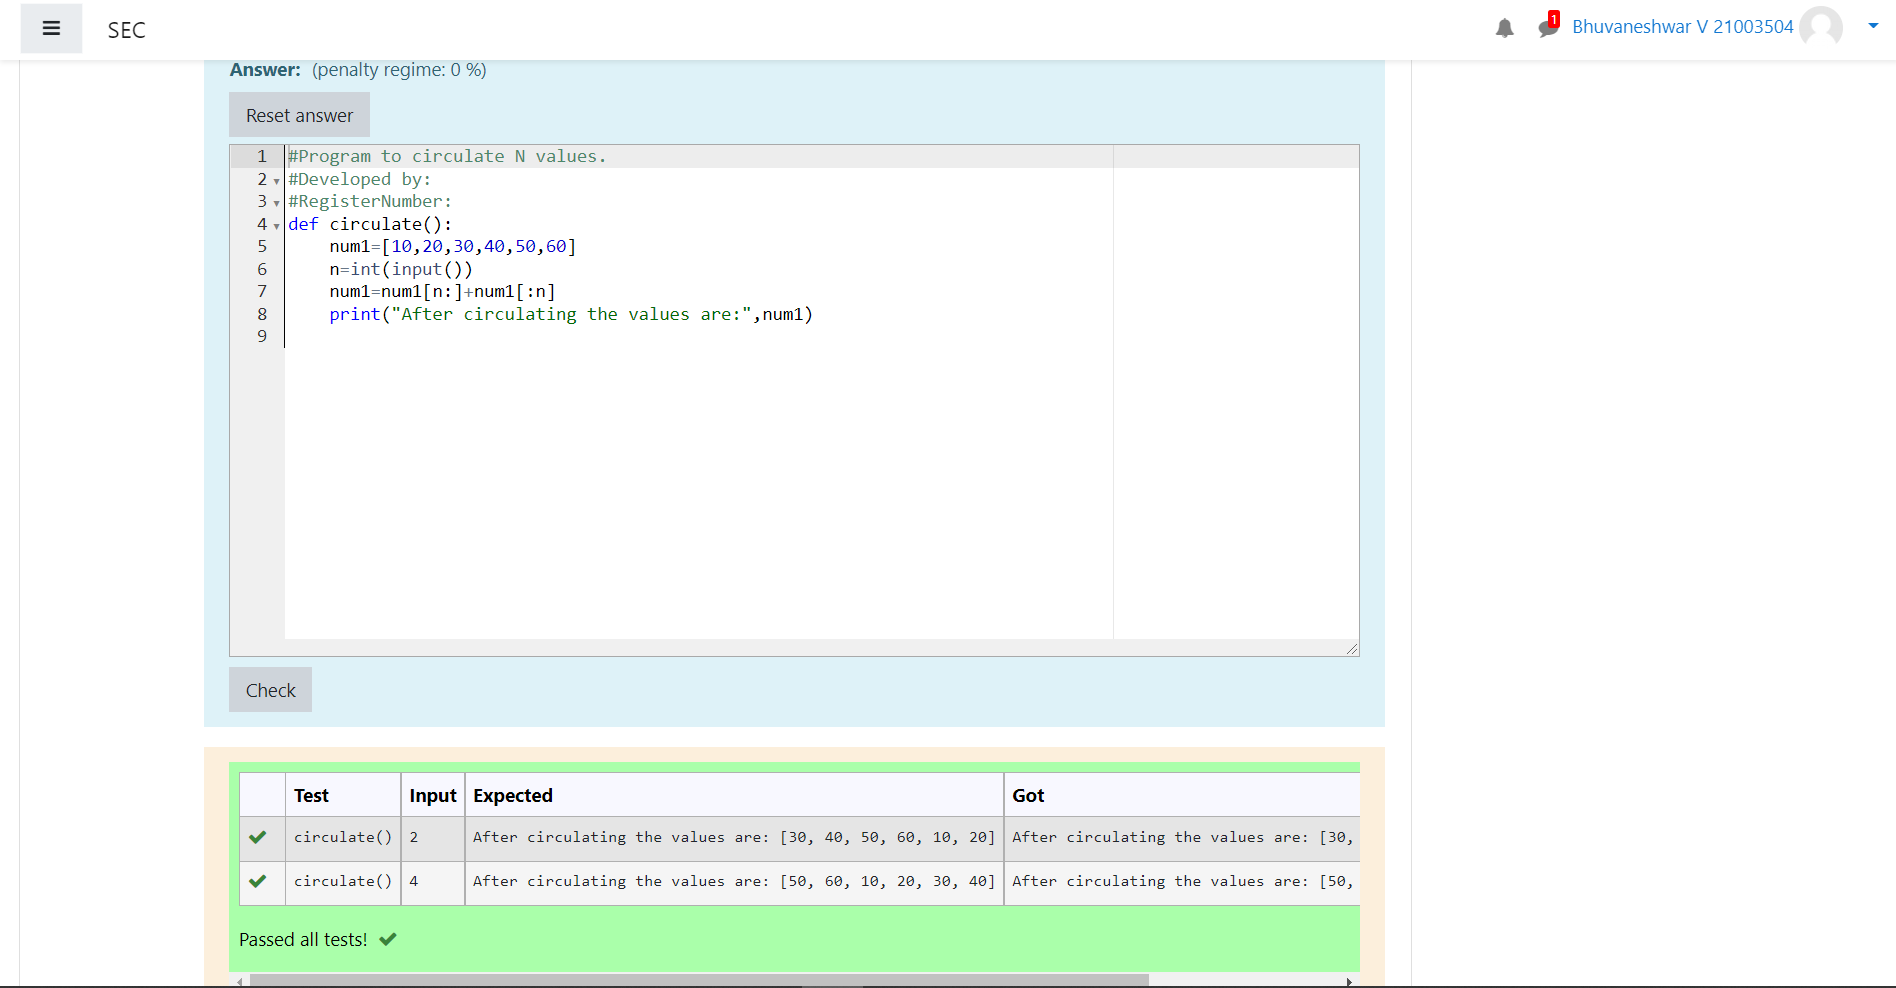 SEC
1
Bhuvaneshwar V 21003504
Answer: (penalty regime: 0 %)
Reset answer
1 #Program to circulate N values.
2 #Developed by:
3 #RegisterNumber:
4 def circulate():
5     num1=[10,20,30,40,50,60]
6     n=int(input())
7     num1=num1[n:]+num1[:n]
8     print("After circulating the values are:",num1)
9
Check
Test Input Expected Got
circulate() 2 After circulating the values are: [30, 40, 50, 60, 10, 20] After circulating the values are: [30,
circulate() 4 After circulating the values are: [50, 60, 10, 20, 30, 40] After circulating the values are: [50,
Passed all tests!